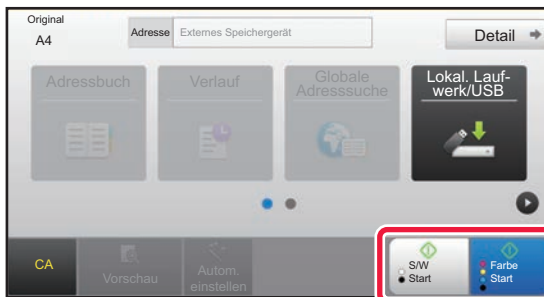 Original
A4
Adresse
Externes Speichergerät
Detail
Adressbuch
Verlauf
Globale
Adresssuche
Lokal. Lauf-
werk/USB
CA
Vorschau
Autom.
einstellen
S/W
Start
Farbe
Start